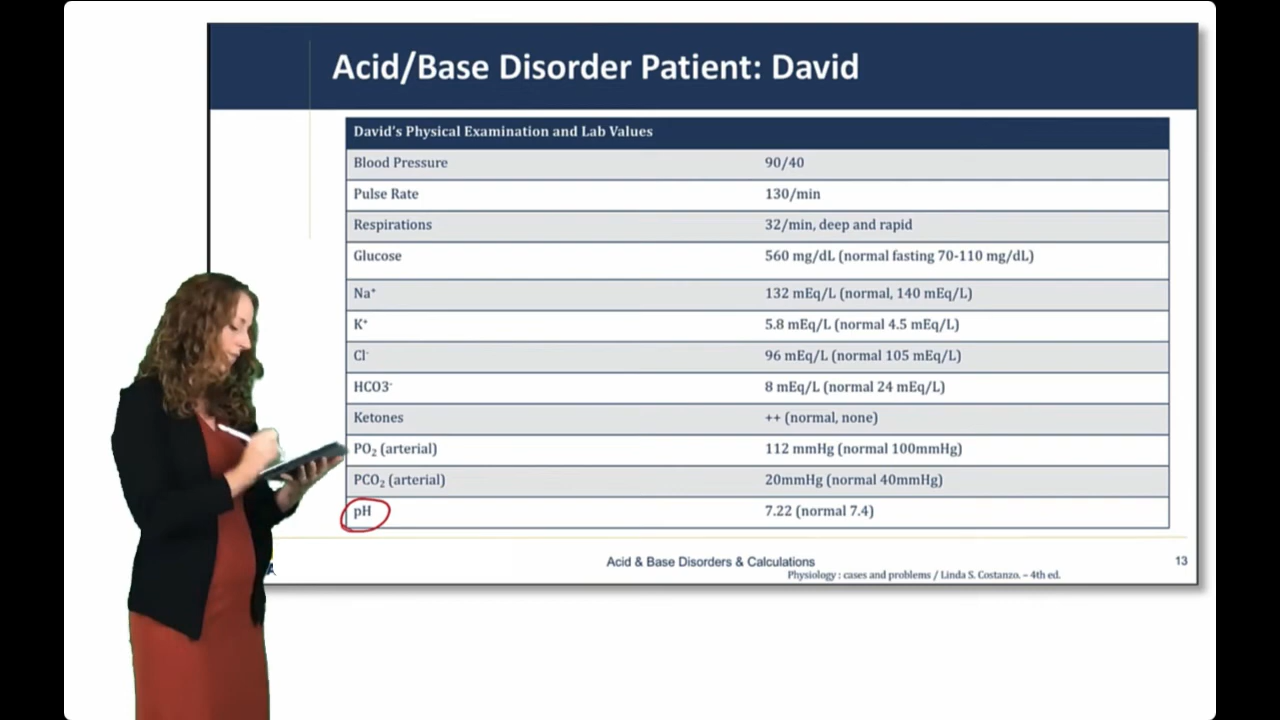 Acid/Base Disorder Patient: David
David's Physical Examination and Lab Values
Blood Pressure 90/40
Pulse Rate 130/min
Respirations 32/min, deep and rapid
Glucose 560 mg/dL (normal fasting 70-110 mg/dL)
Na⁺ 132 mEq/L (normal, 140 mEq/L)
K⁺ 5.8 mEq/L (normal 4.5 mEq/L)
Cl⁻ 96 mEq/L (normal 105 mEq/L)
HCO3⁻ 8 mEq/L (normal 24 mEq/L)
Ketones ++ (normal, none)
PO₂ (arterial) 112 mmHg (normal 100mmHg)
PCO₂ (arterial) 20mmHg (normal 40mmHg)
pH 7.22 (normal 7.4)
Acid & Base Disorders & Calculations 13
Physiology : cases and problems / Linda S. Costanzo. – 4th ed.